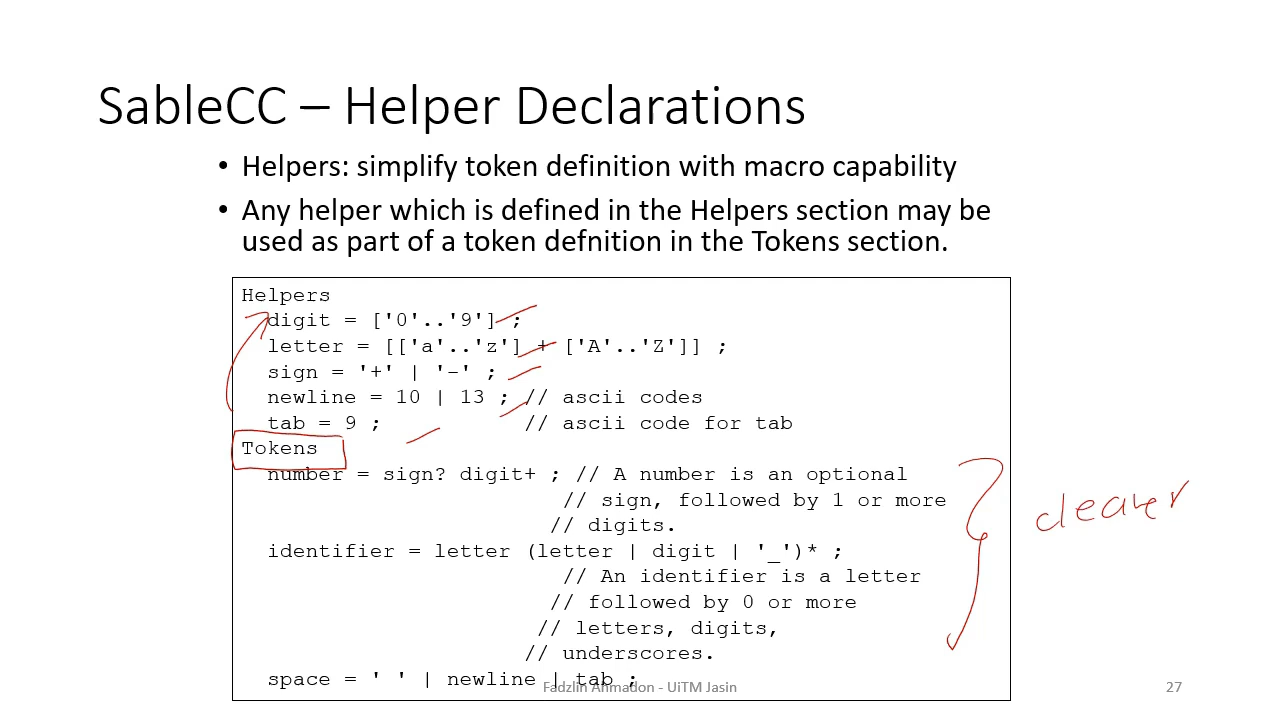 SableCC – Helper Declarations
• Helpers: simplify token definition with macro capability
• Any helper which is defined in the Helpers section may be
used as part of a token defnition in the Tokens section.
Helpers
digit = ['0'..'9'] ;
letter = [['a'..'z'] + ['A'..'Z']] ;
sign = '+' | '-' ;
newline = 10 | 13 ; // ascii codes
tab = 9 ; // ascii code for tab
Tokens
number = sign? digit+ ; // A number is an optional
// sign, followed by 1 or more
// digits.
identifier = letter (letter | digit | '_')* ;
// An identifier is a letter
// followed by 0 or more
// letters, digits,
// underscores.
space = ' ' | newline | tab ;
cleaner
Fadzlin Ahmadon - UiTM Jasin
27